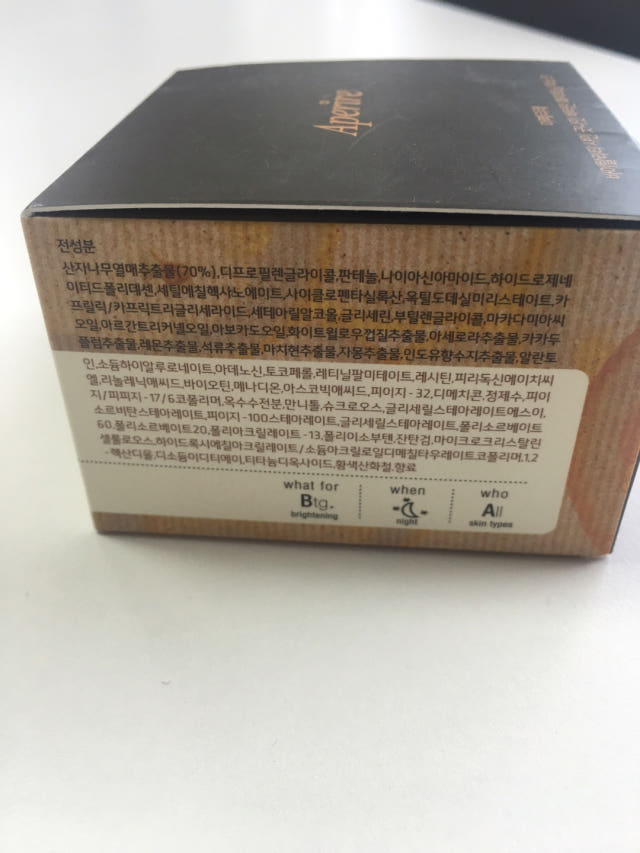 Aperire
전성분
산자나무열매추출물(70%),디프로필렌글라이콜,판테놀,나이아신아마이드,하이드로제네
이티드폴리데센,세틸에칠헥사노에이트,사이클로펜타실록산,옥틸도데실미리스테이트,카
프릴릭/카프릭트리글리세라이드,세테아릴알코올,글리세린,부틸렌글라이콜,마카다미아씨
오일,아르간트리커넬오일,아보카도오일,화이트윌로우껍질추출물,아세로라추출물,카카두
플럼추출물,레몬추출물,석류추출물,마치현추출물,자몽추출물,인도유향수지추출물,알란토
인,소듐하이알루로네이트,아데노신,토코페롤,레티닐팔미테이트,레시틴,피리독신에이치씨
엘,리놀레닉애씨드,바이오틴,메나디온,아스코빅애씨드,피이지-32,디메치콘,정제수,피이
지/피피지-17/6코폴리머,옥수수전분,만니톨,슈크로오스,글리세릴스테아레이트에스이,
소르비탄스테아레이트,피이지-100스테아레이트,글리세릴스테아레이트,폴리소르베이트
60,폴리소르베이트20,폴리아크릴레이트-13,폴리이소부텐,잔탄검,마이크로크리스탈린
셀룰로오스,하이드록시에칠아크릴레이트/소듐아크릴로일디메칠타우레이트코폴리머,1,2
-헥산디올,디소듐이디티에이,티타늄디옥사이드,황색산화철,향료
what for
Btg.
brightening
when
night
who
All
skin types